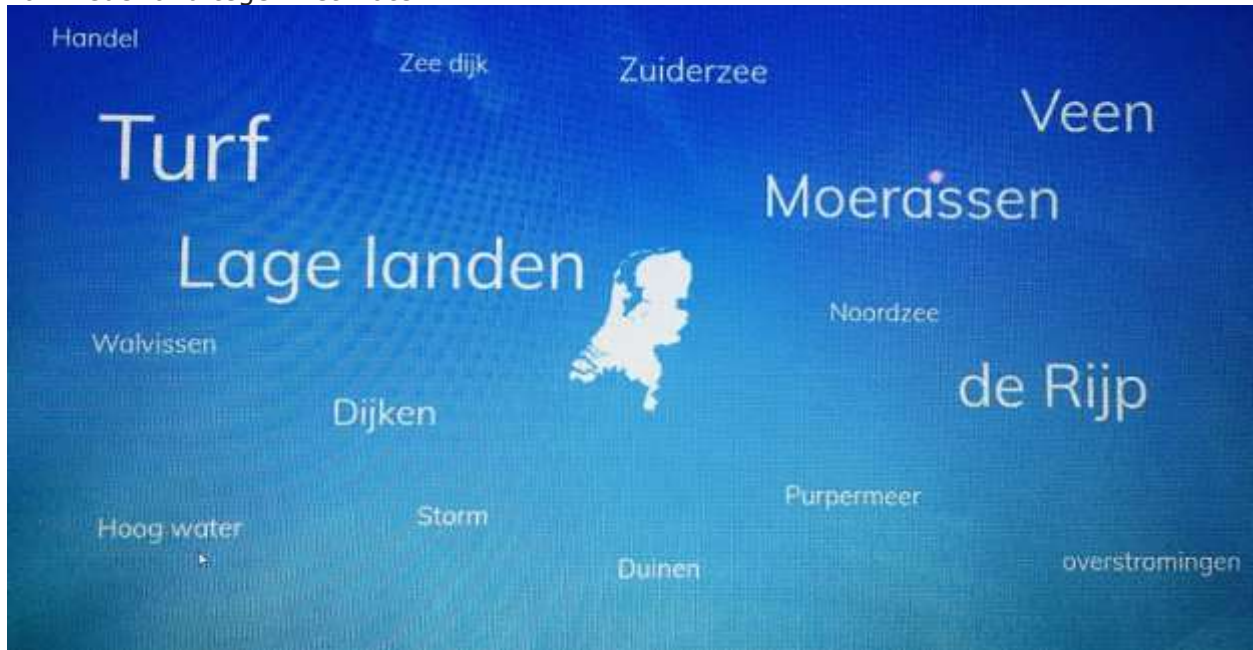 Handel
Zee dijk
Zuiderzee
Veen
Turf
Moerassen
Lage landen
Noordzee
Walvissen
de Rijp
Dijken
Purpermeer
Storm
Hoog water
overstromingen
Duinen